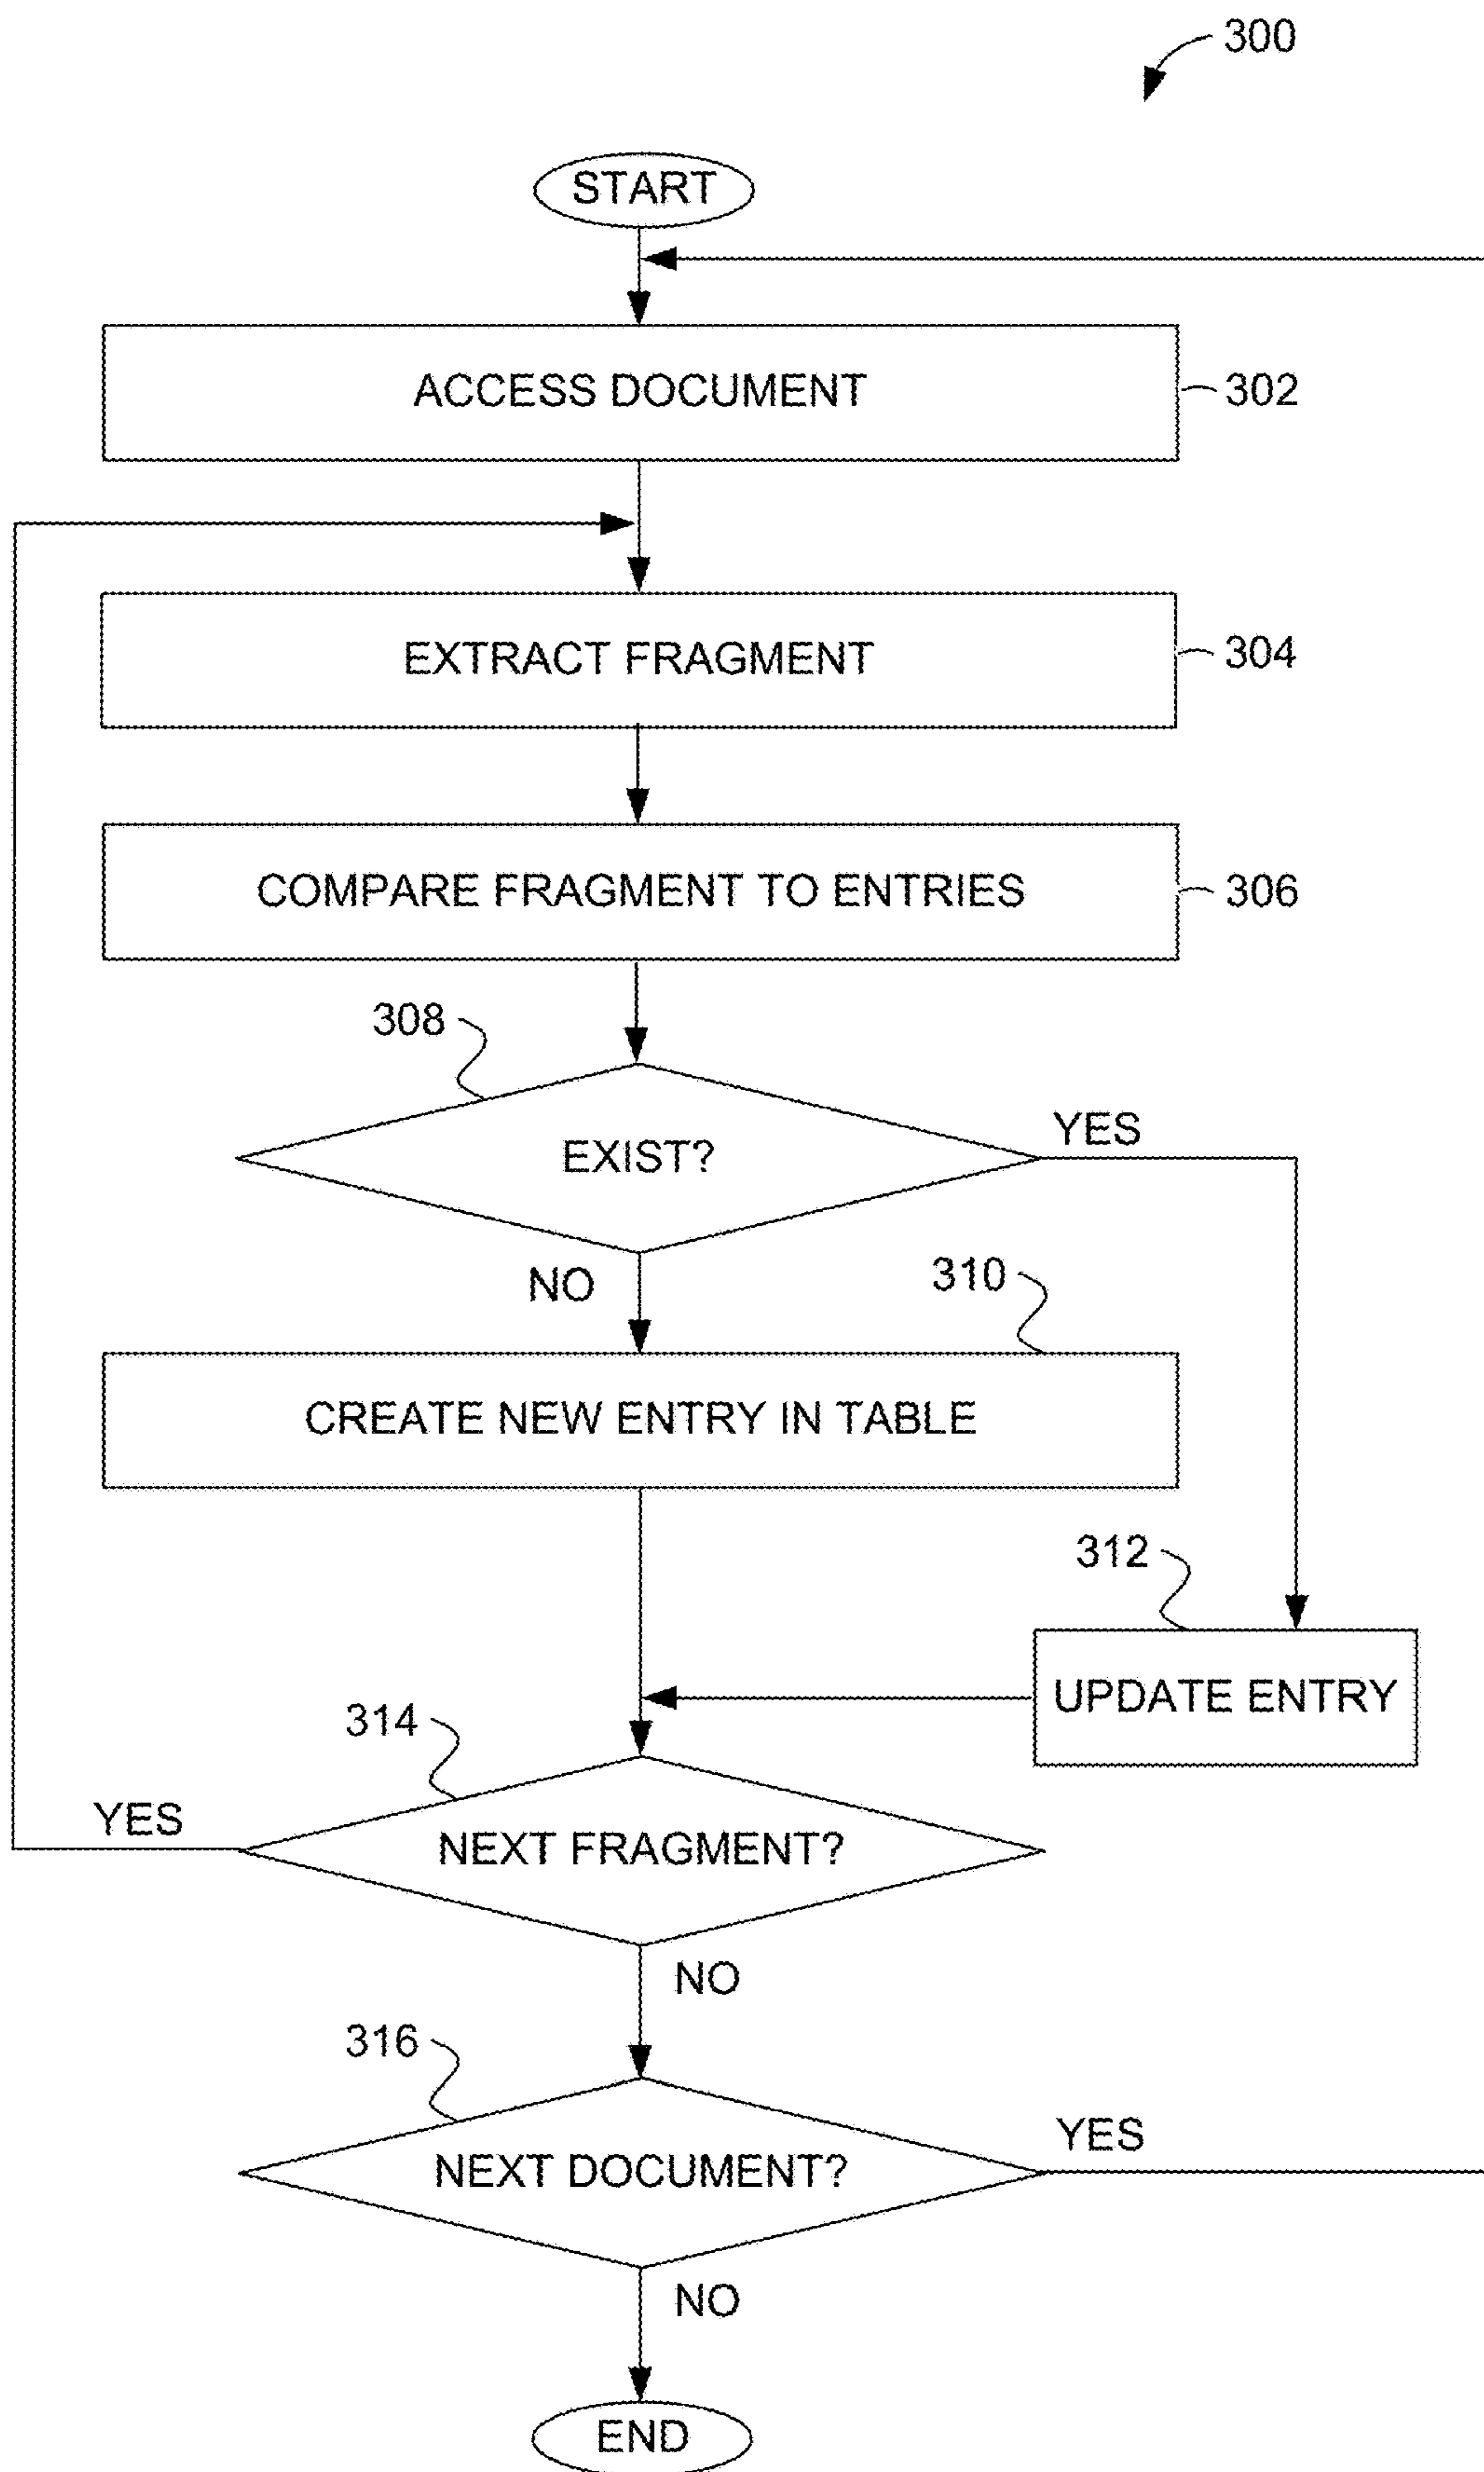 300
START
ACCESS DOCUMENT
302
EXTRACT FRAGMENT
304
COMPARE FRAGMENT TO ENTRIES
306
308
EXIST?
YES
NO
310
CREATE NEW ENTRY IN TABLE
312
UPDATE ENTRY
314
YES
NEXT FRAGMENT?
NO
316
NEXT DOCUMENT?
YES
NO
END